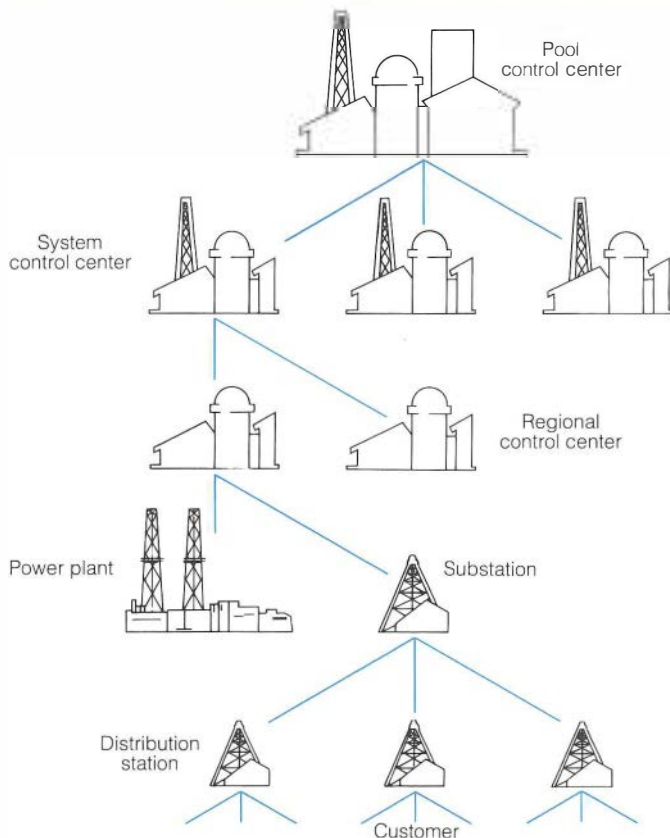 Pool
control center
System
control center
Regional
control center
Power plant
Substation
Distribution
station
Customer